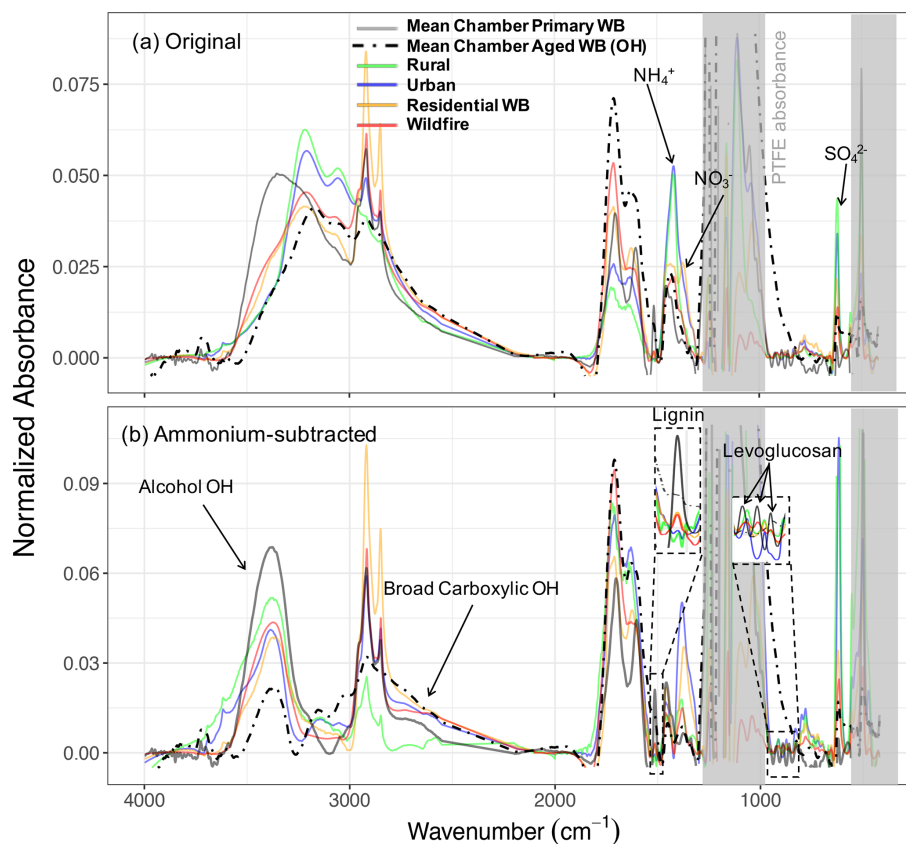 (a) Original
Mean Chamber Primary WB
Mean Chamber Aged WB (OH)
Rural
Urban
Residential WB
Wildfire
NH₄⁺
NO₃⁻
PTFE absorbance
SO₄²⁻
0.075
0.050
0.025
0.000
Normalized Absorbance
(b) Ammonium-subtracted
Lignin
Levoglucosan
Alcohol OH
Broad Carboxylic OH
0.09
0.06
0.03
0.00
4000 3000 2000 1000
Wavenumber (cm⁻¹)